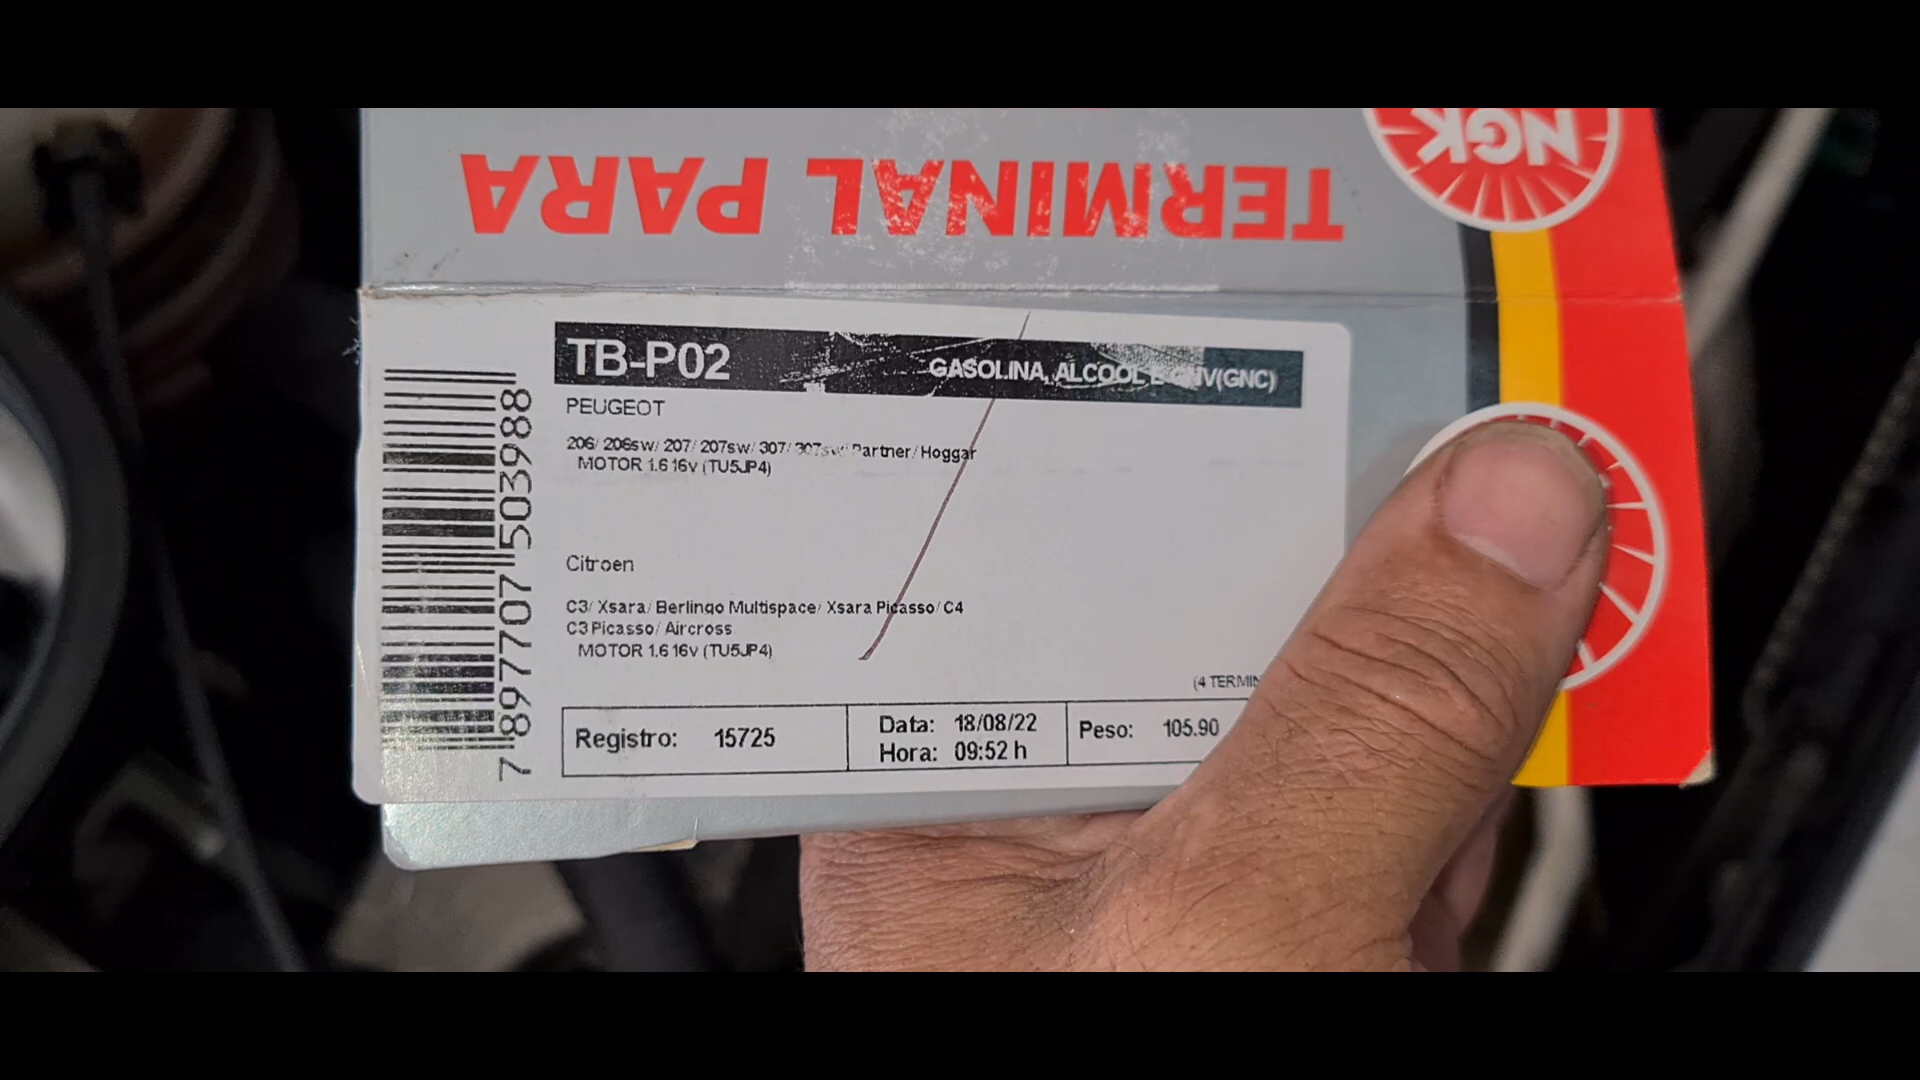 NGK
TERMINAL PARA
TB-P02 GASOLINA, ALCOOL E GNV(GNC)
PEUGEOT
206/ 206sw/ 207/ 207sw/ 307/ 307sw/ Partner/ Hoggar
MOTOR 1.6 16v (TU5JP4)
Citroen
C3/ Xsara/ Berlingo Multispace/ Xsara Picasso/ C4
C3 Picasso/ Aircross
MOTOR 1.6 16v (TU5JP4)
(4
Registro: 15725
Data: 18/08/22
Hora: 09:52 h
Peso: 105.90
7 897707 503988